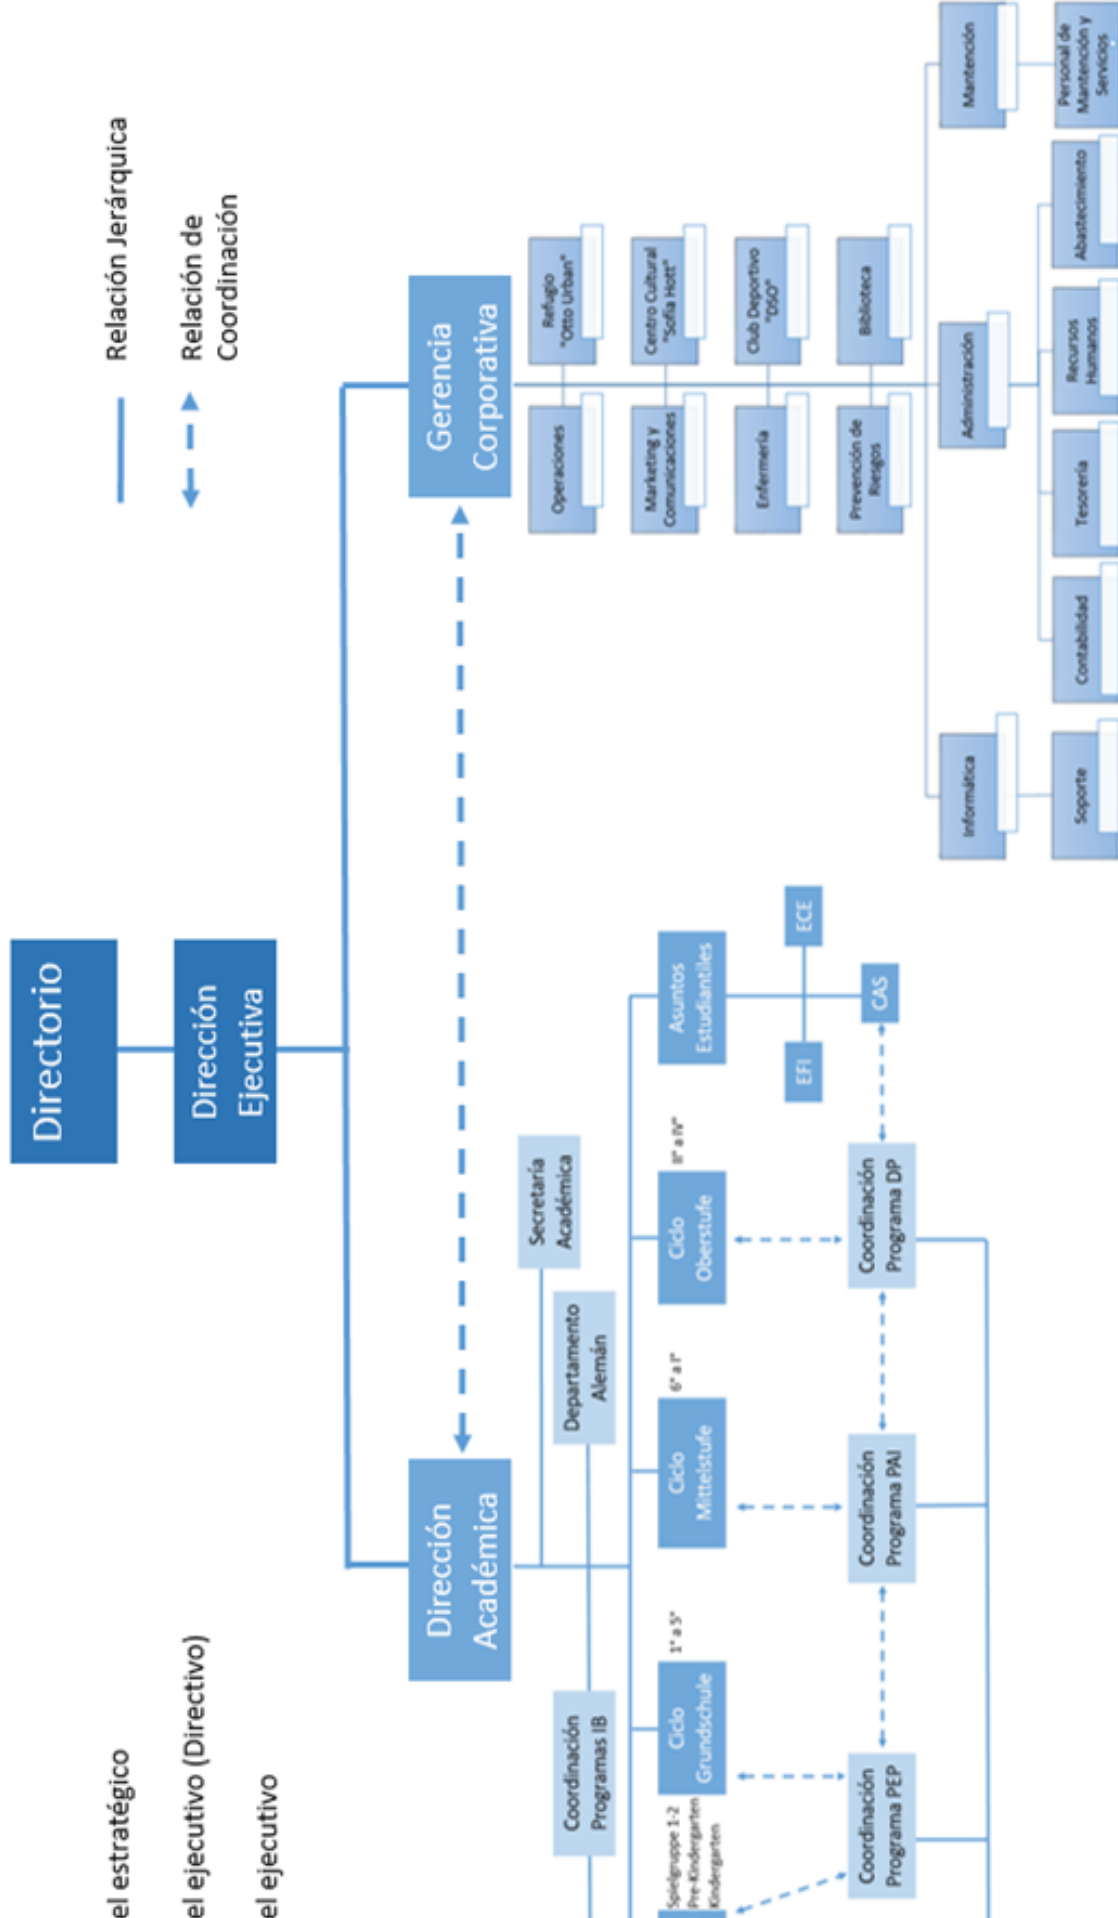 el estratégico
el ejecutivo (Directivo)
el ejecutivo
Relación Jerárquica
Relación de
Coordinación
Directorio
Dirección
Ejecutiva
Dirección
Académica
Gerencia
Corporativa
Secretaría
Académica
Coordinación
Programas IB
Departamento
Alemán
Spielgruppe 1-2
Pre-Kindergarten
Kindergarten
Ciclo
Grundschule
1° a 5°
Ciclo
Mittelstufe
6° a I°
Ciclo
Oberstufe
II° a IV°
Asuntos
Estudiantiles
EFI
ECE
CAS
Coordinación
Programa PEP
Coordinación
Programa PAI
Coordinación
Programa DP
Operaciones
Refugio
"Otto Urban"
Marketing y
Comunicaciones
Centro Cultural
"Sofia Hott"
Enfermería
Club Deportivo
"DSO"
Prevención de
Riesgos
Biblioteca
Informática
Administración
Mantención
Soporte
Contabilidad
Tesorería
Recursos
Humanos
Abastecimiento
Personal de
Mantención y
Servicios